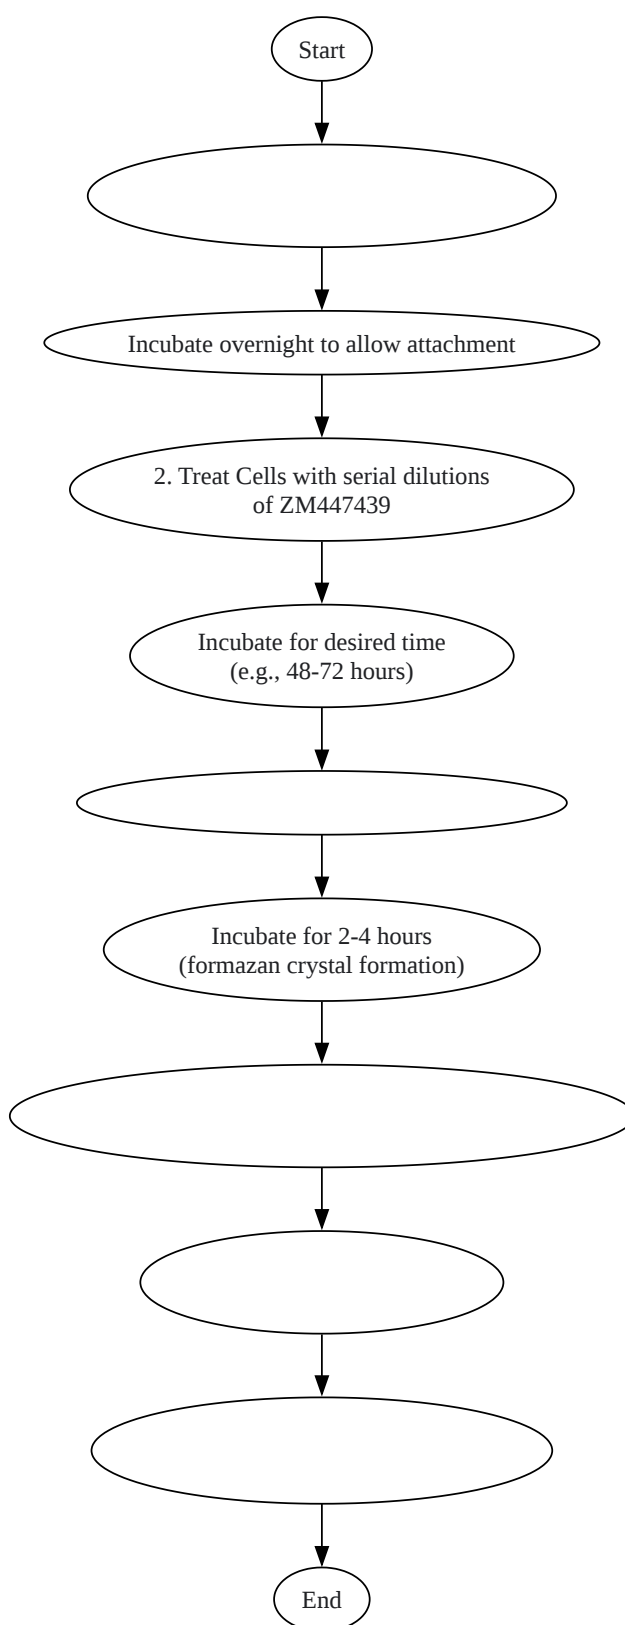 Start
Incubate overnight to allow attachment
2. Treat Cells with serial dilutions
of ZM447439
Incubate for desired time
(e.g., 48-72 hours)
Incubate for 2-4 hours
(formazan crystal formation)
End